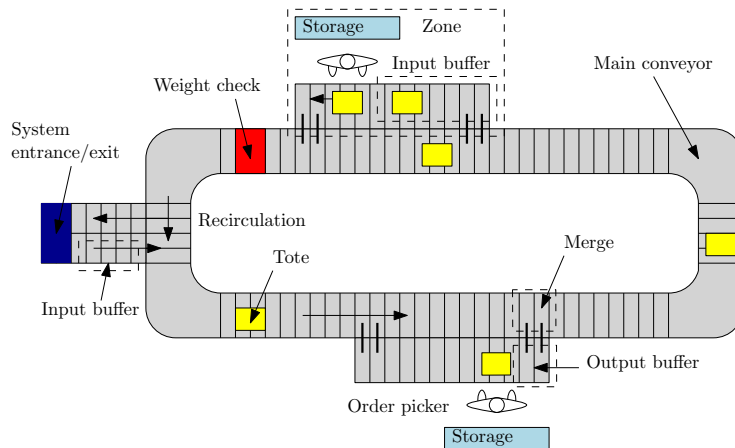 Storage
Zone
Input buffer
Main conveyor
Weight check
System
entrance/exit
Recirculation
Merge
Tote
Input buffer
Output buffer
Order picker
Storage